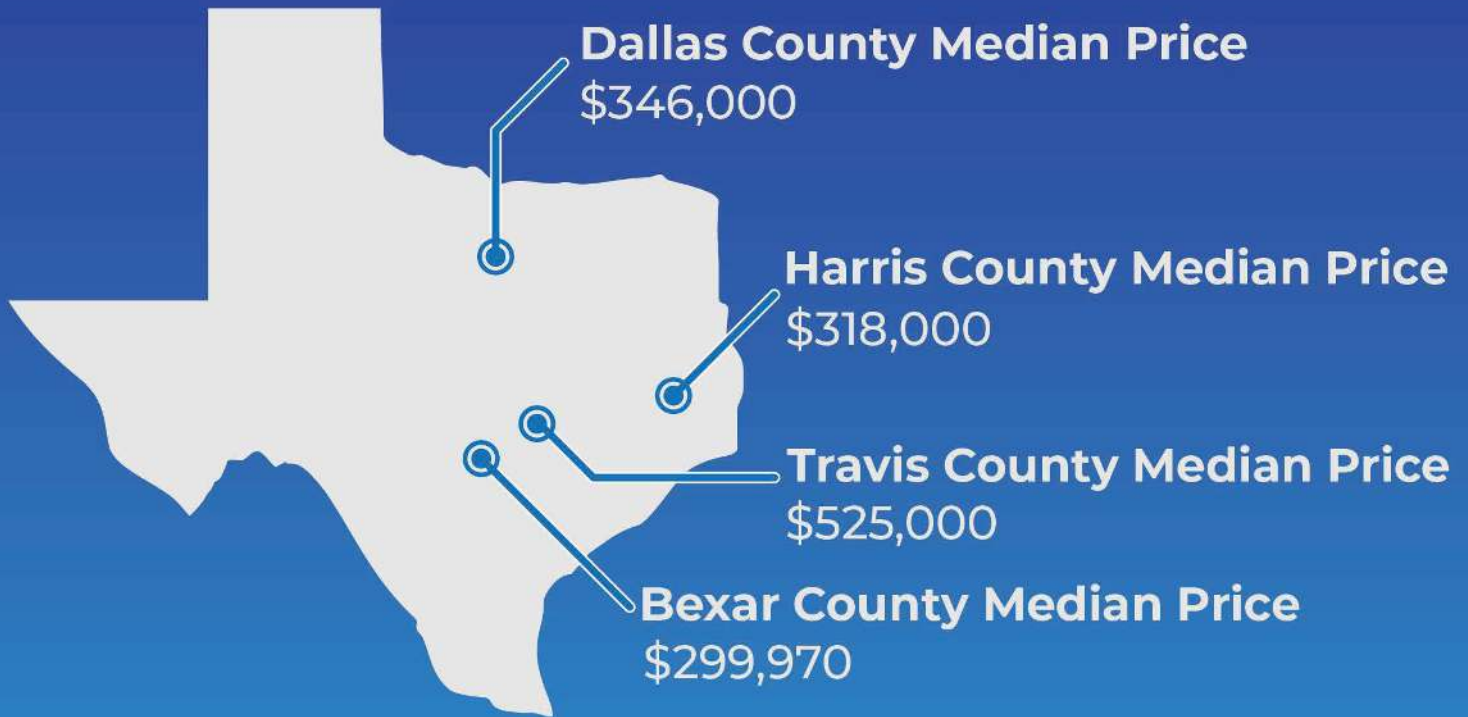 Dallas County Median Price
$346,000
Harris County Median Price
$318,000
Travis County Median Price
$525,000
Bexar County Median Price
$299,970